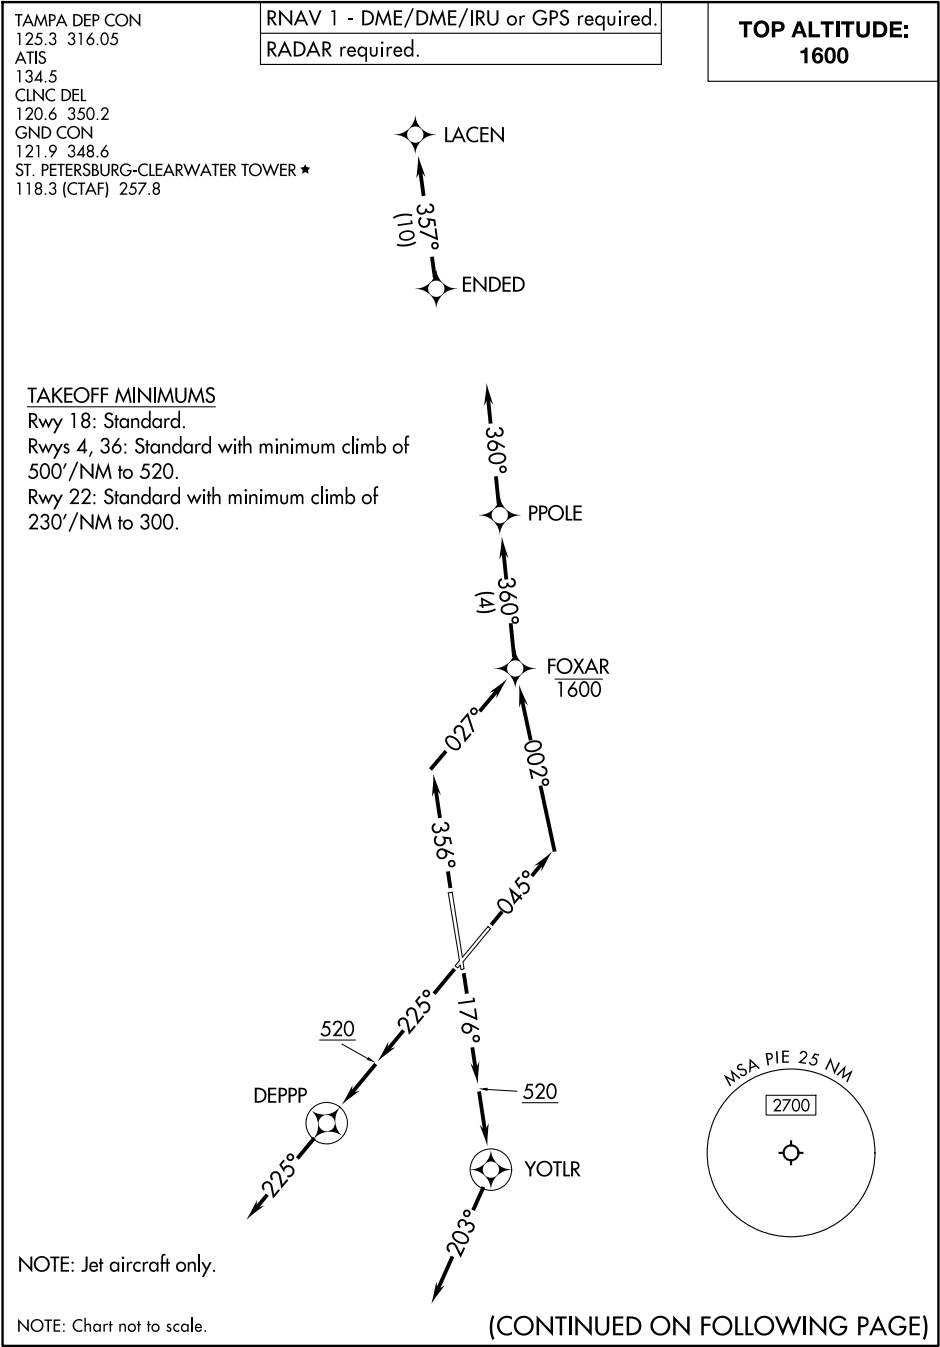 TAMPA DEP CON
125.3 316.05
ATIS
134.5
CLNC DEL
120.6 350.2
GND CON
121.9 348.6
ST. PETERSBURG-CLEARWATER TOWER ★
118.3 (CTAF) 257.8
RNAV 1 - DME/DME/IRU or GPS required.
RADAR required.
TOP ALTITUDE:
1600
LACEN
357°
(10)
ENDED
TAKEOFF MINIMUMS
Rwy 18: Standard.
Rwys 4, 36: Standard with minimum climb of
500'/NM to 520.
Rwy 22: Standard with minimum climb of
230'/NM to 300.
360°
PPOLE
360°
(4)
FOXAR
1600
027°
002°
356°
045°
225°
176°
520
520
DEPPP
225°
YOTLR
203°
MSA PIE 25 NM
2700
NOTE: Jet aircraft only.
NOTE: Chart not to scale.
(CONTINUED ON FOLLOWING PAGE)